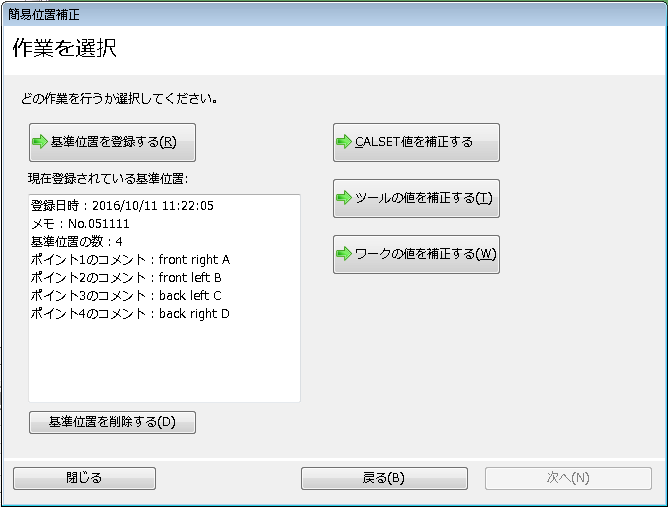 簡易位置補正
作業を選択
どの作業を行うか選択してください。
基準位置を登録する(R)
現在登録されている基準位置:
登録日時：2016/10/11 11:22:05
メモ：No.051111
基準位置の数：4
ポイント1のコメント：front right A
ポイント2のコメント：front left B
ポイント3のコメント：back left C
ポイント4のコメント：back right D
基準位置を削除する(D)
CALSET値を補正する
ツールの値を補正する(T)
ワークの値を補正する(W)
閉じる
戻る(B)
次へ(N)